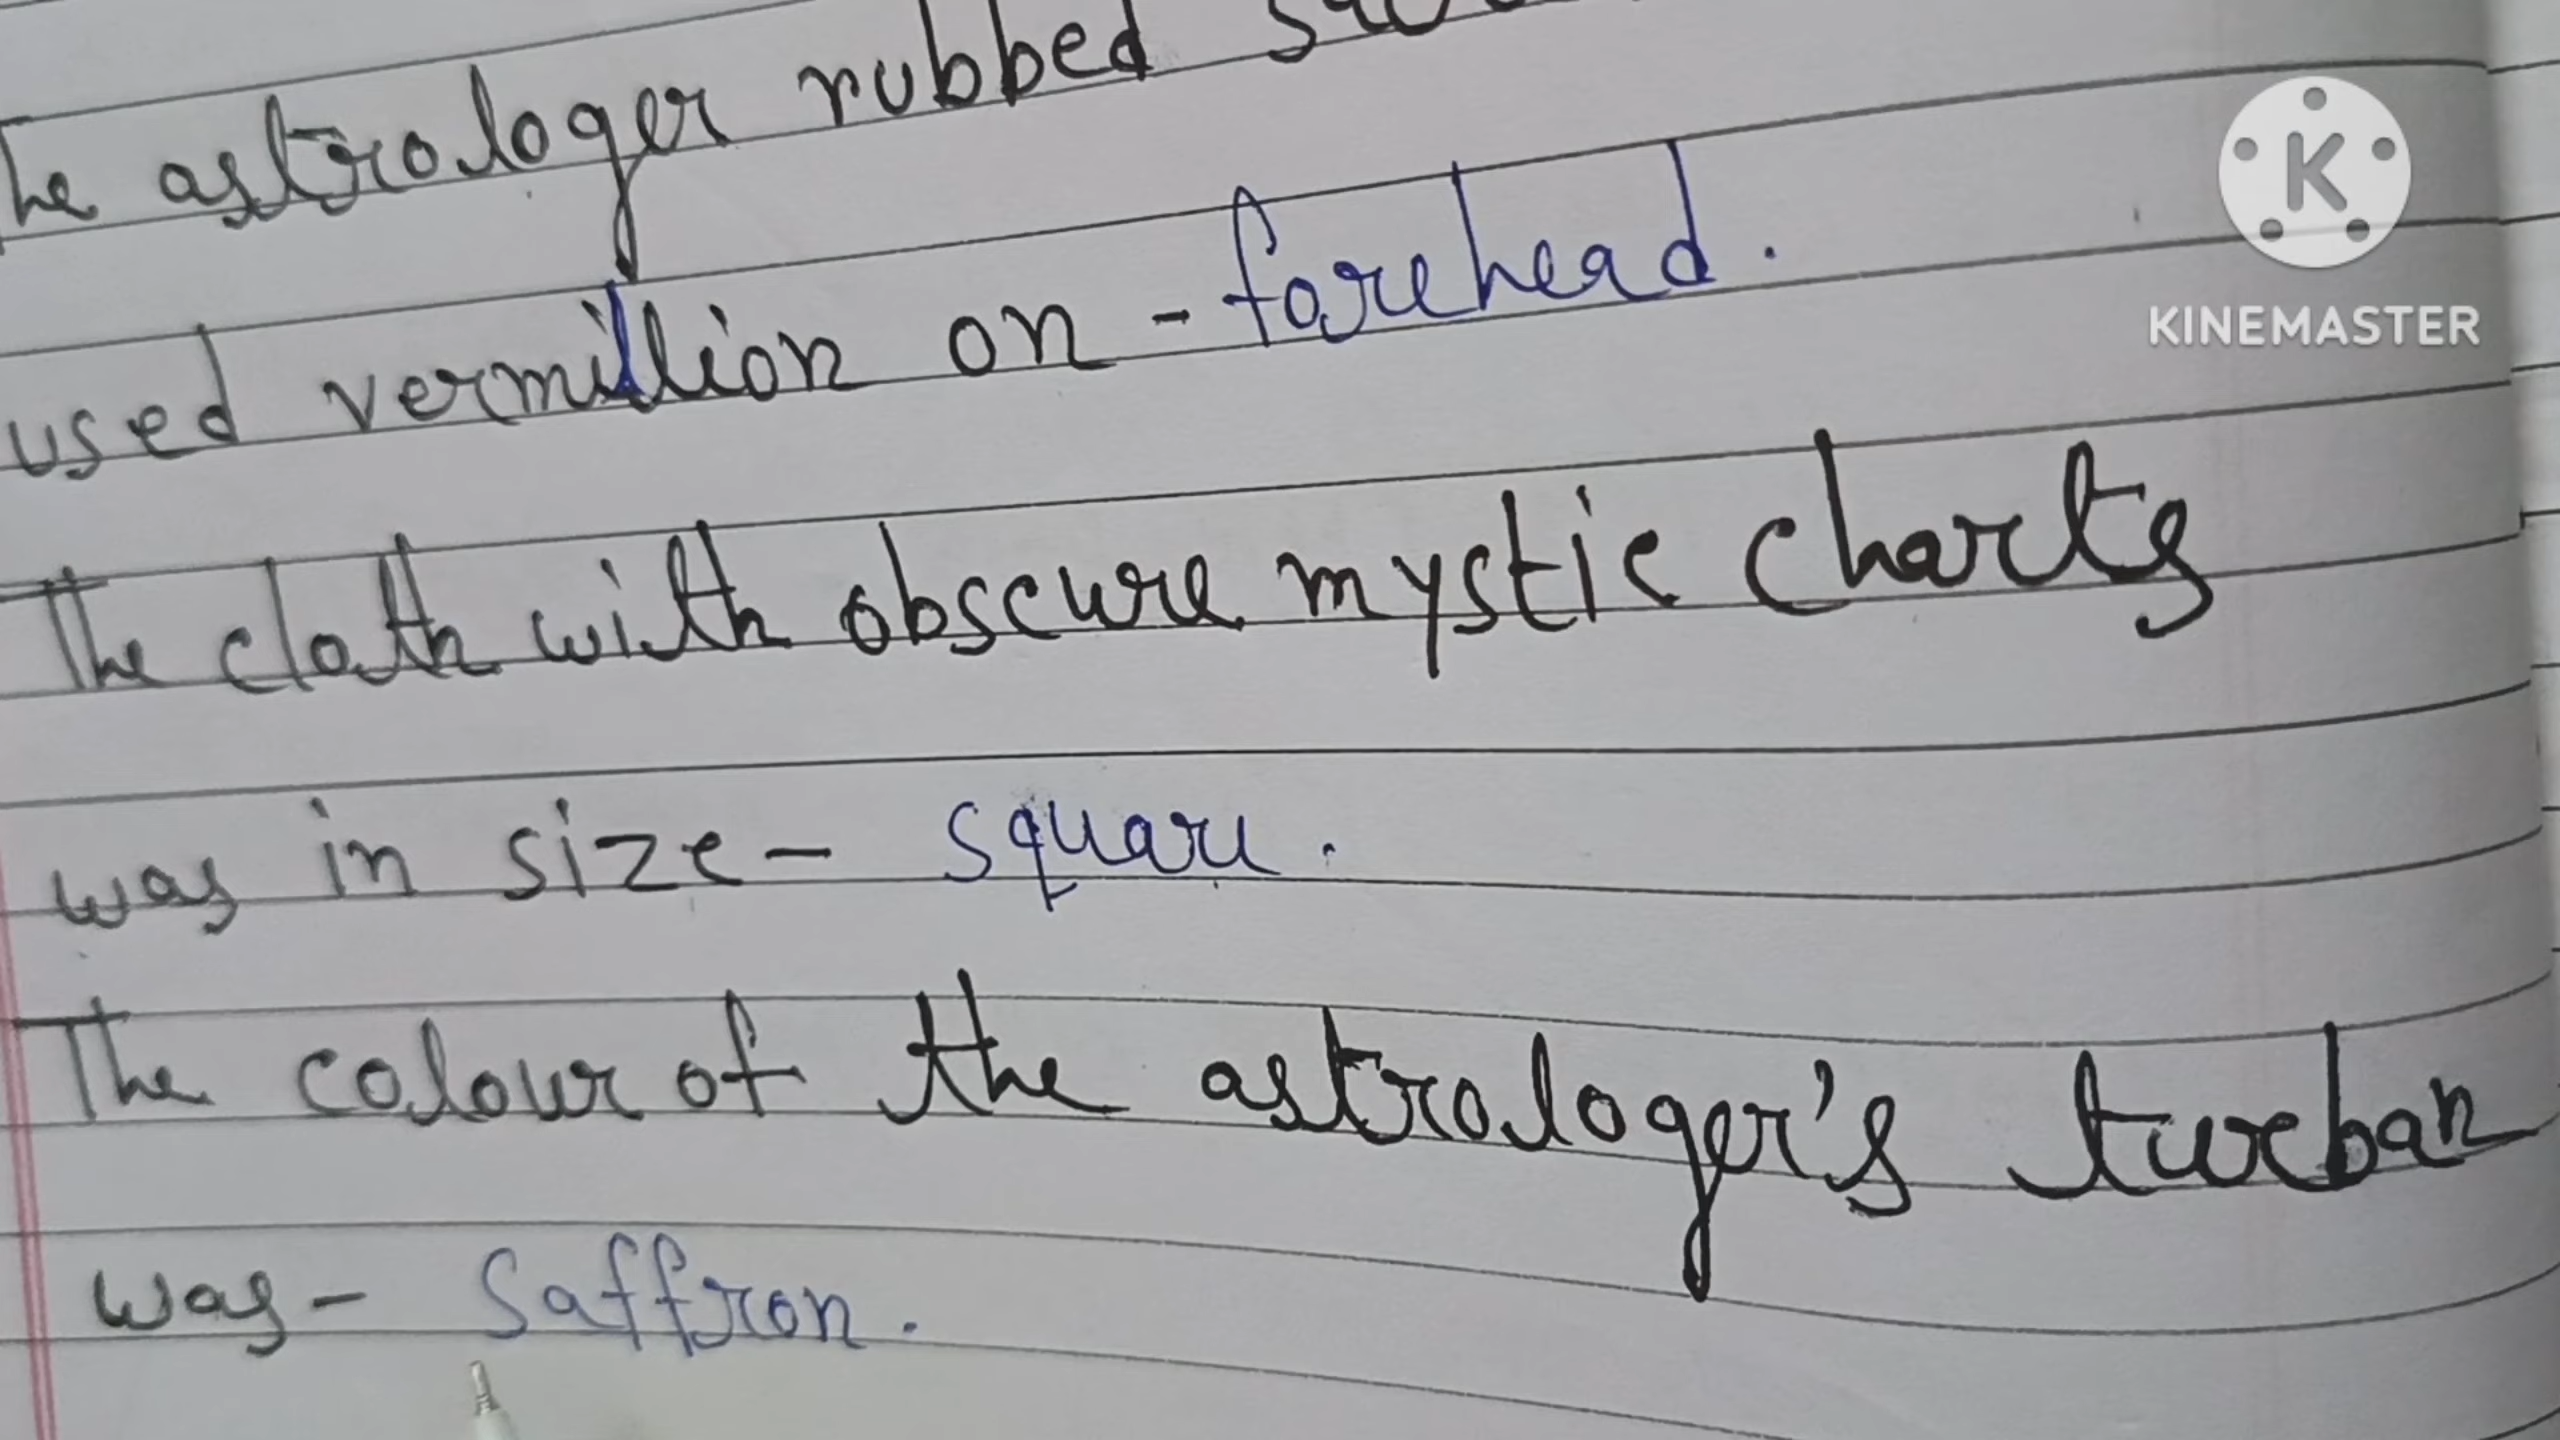 The astrologer rubbed
used vermillion on - forehead.
KINEMASTER
The cloth with obscure mystic charts
was in size - square.
The colour of the astrologer's turban
was - Saffron.